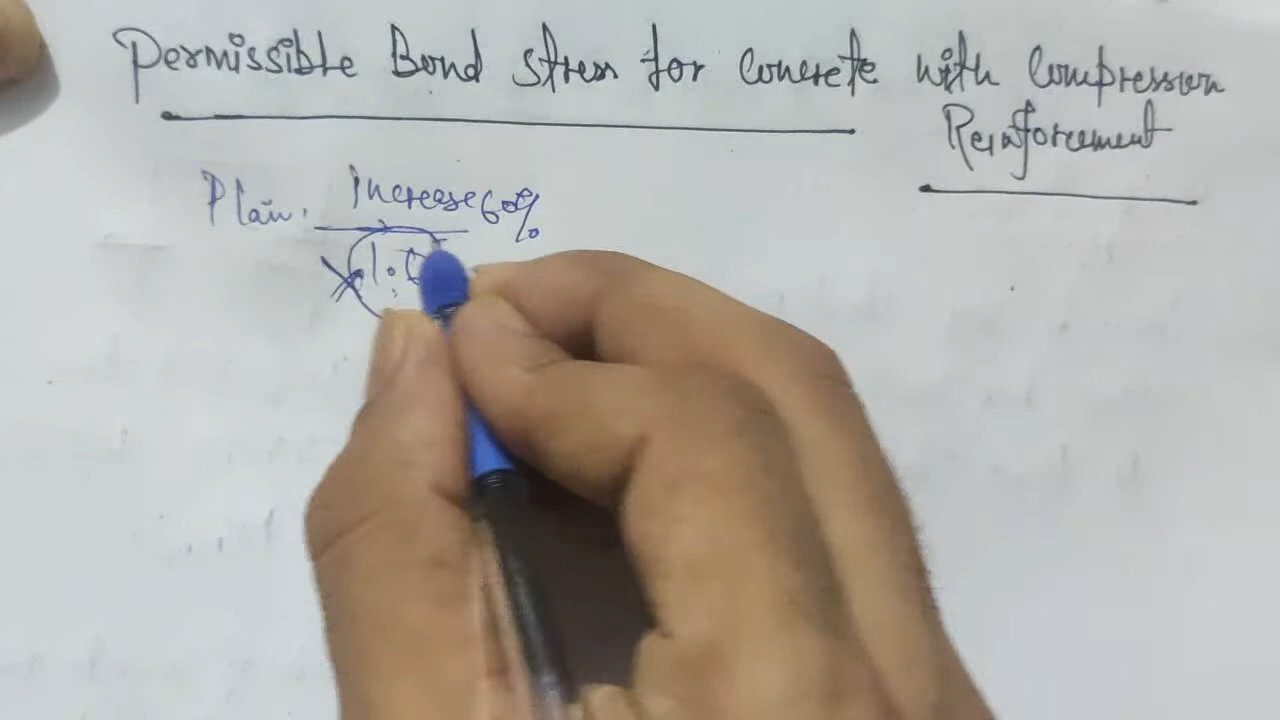 Permissible Bond stress for concrete with Compression
Reinforcement
Plain. Increase 60%